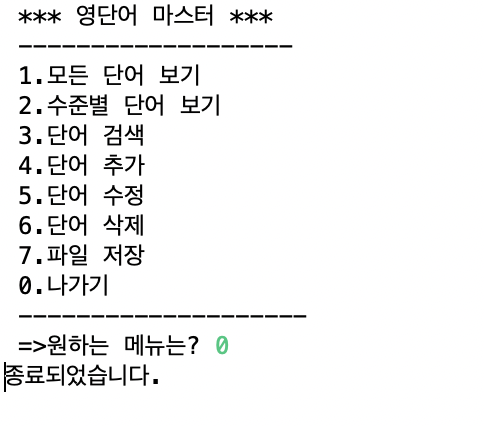 *** 영단어 마스터 ***
-------------------
1.모든 단어 보기
2.수준별 단어 보기
3.단어 검색
4.단어 추가
5.단어 수정
6.단어 삭제
7.파일 저장
0.나가기
--------------------
=>원하는 메뉴는? 0
종료되었습니다.